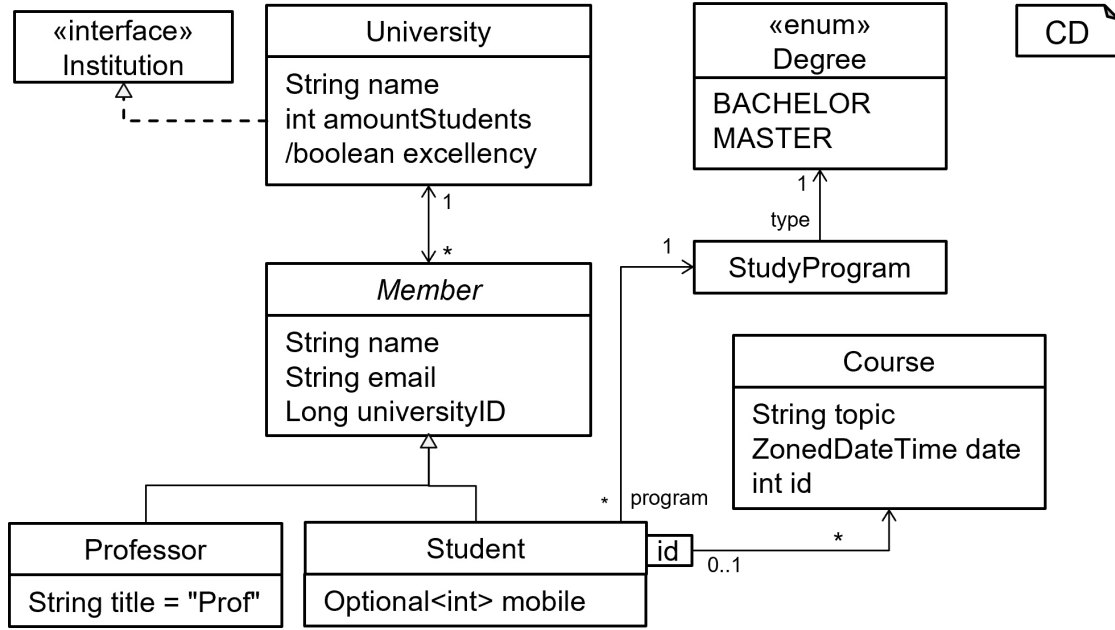 «interface»
Institution
University
String name
int amountStudents
/boolean excellency
«enum»
Degree
BACHELOR
MASTER
CD
1
*
1
type
1
StudyProgram
Member
String name
String email
Long universityID
Course
String topic
ZonedDateTime date
int id
* program
Professor
String title = "Prof"
Student
Optional<int> mobile
id
0..1
*